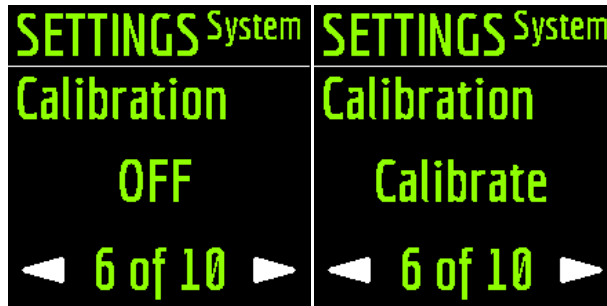 SETTINGS System
Calibration
OFF
6 of 10
SETTINGS System
Calibration
Calibrate
6 of 10